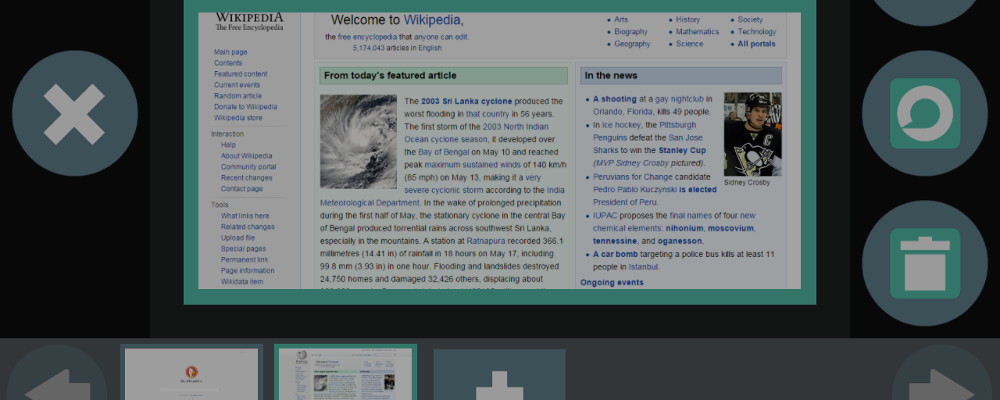 WIKIPEDIA
The Free Encyclopedia
Main page
Contents
Featured content
Current events
Random article
Donate to Wikipedia
Wikipedia store
Interaction
Help
About Wikipedia
Community portal
Recent changes
Contact page
Tools
What links here
Related changes
Upload file
Special pages
Permanent link
Page information
Wikidata item
Welcome to Wikipedia,
the free encyclopedia that anyone can edit.
5,174,043 articles in English
Arts
Biography
Geography
History
Mathematics
Science
Society
Technology
All portals
From today's featured article
The 2003 Sri Lanka cyclone produced the
worst flooding in that country in 56 years.
The first storm of the 2003 North Indian
Ocean cyclone season, it developed over
the Bay of Bengal on May 10 and reached
peak maximum sustained winds of 140 km/h
(85 mph) on May 13, making it a very
severe cyclonic storm according to the India
Meteorological Department. In the wake of prolonged precipitation
during the first half of May, the stationary cyclone in the central Bay
of Bengal produced torrential rains across southwest Sri Lanka,
especially in the mountains. A station at Ratnapura recorded 366.1
millimetres (14.41 in) of rainfall in 18 hours on May 17, including
99.8 mm (3.93 in) in one hour. Flooding and landslides destroyed
24,750 homes and damaged 32,426 others, displacing about
In the news
A shooting at a gay nightclub in
Orlando, Florida, kills 49 people.
In ice hockey, the Pittsburgh
Penguins defeat the San Jose
Sharks to win the Stanley Cup
(MVP Sidney Crosby pictured).
Sidney Crosby
Peruvians for Change candidate
Pedro Pablo Kuczynski is elected
President of Peru.
IUPAC proposes the final names of four new
chemical elements: nihonium, moscovium,
tennessine, and oganesson.
A car bomb targeting a police bus kills at least 11
people in Istanbul.
Ongoing events